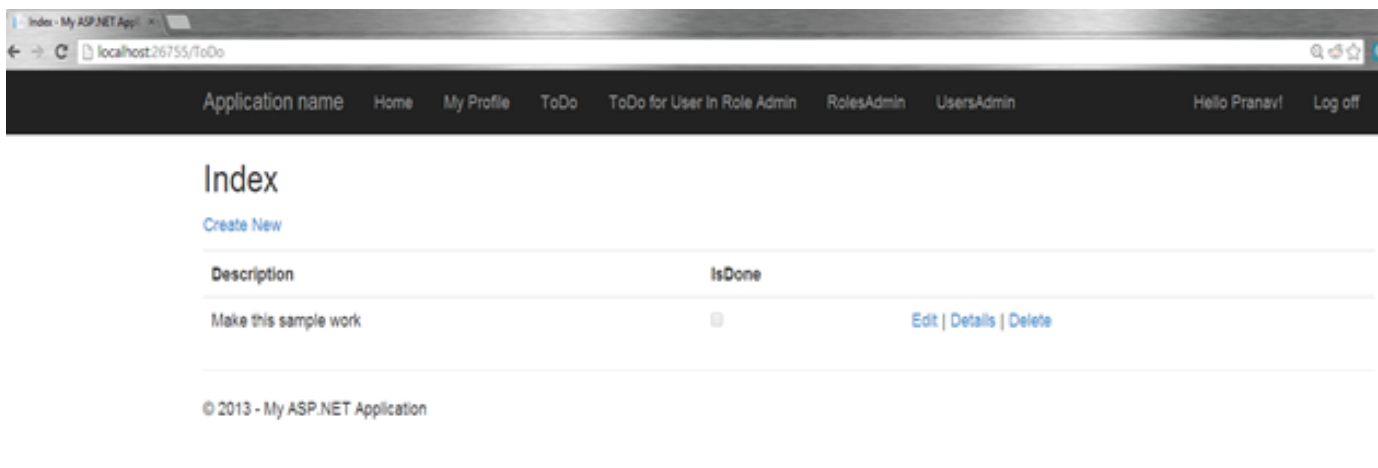 Index - My ASP.NET Appl
localhost:26755/ToDo
Application name Home My Profile ToDo ToDo for User In Role Admin RolesAdmin UsersAdmin Hello Pranav! Log off
Index
Create New
Description IsDone
Make this sample work Edit | Details | Delete
© 2013 - My ASP.NET Application